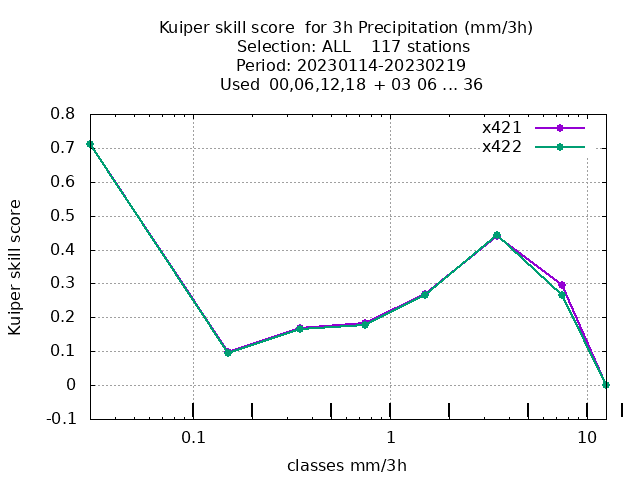 Kuiper skill score  for 3h Precipitation (mm/3h)
Selection: ALL    117 stations
Period: 20230114-20230219
Used  00,06,12,18  + 03 06 ... 36
x421
x422
0.8
0.7
0.6
0.5
0.4
0.3
0.2
0.1
0
-0.1
Kuiper skill score
0.1 1 10
classes mm/3h